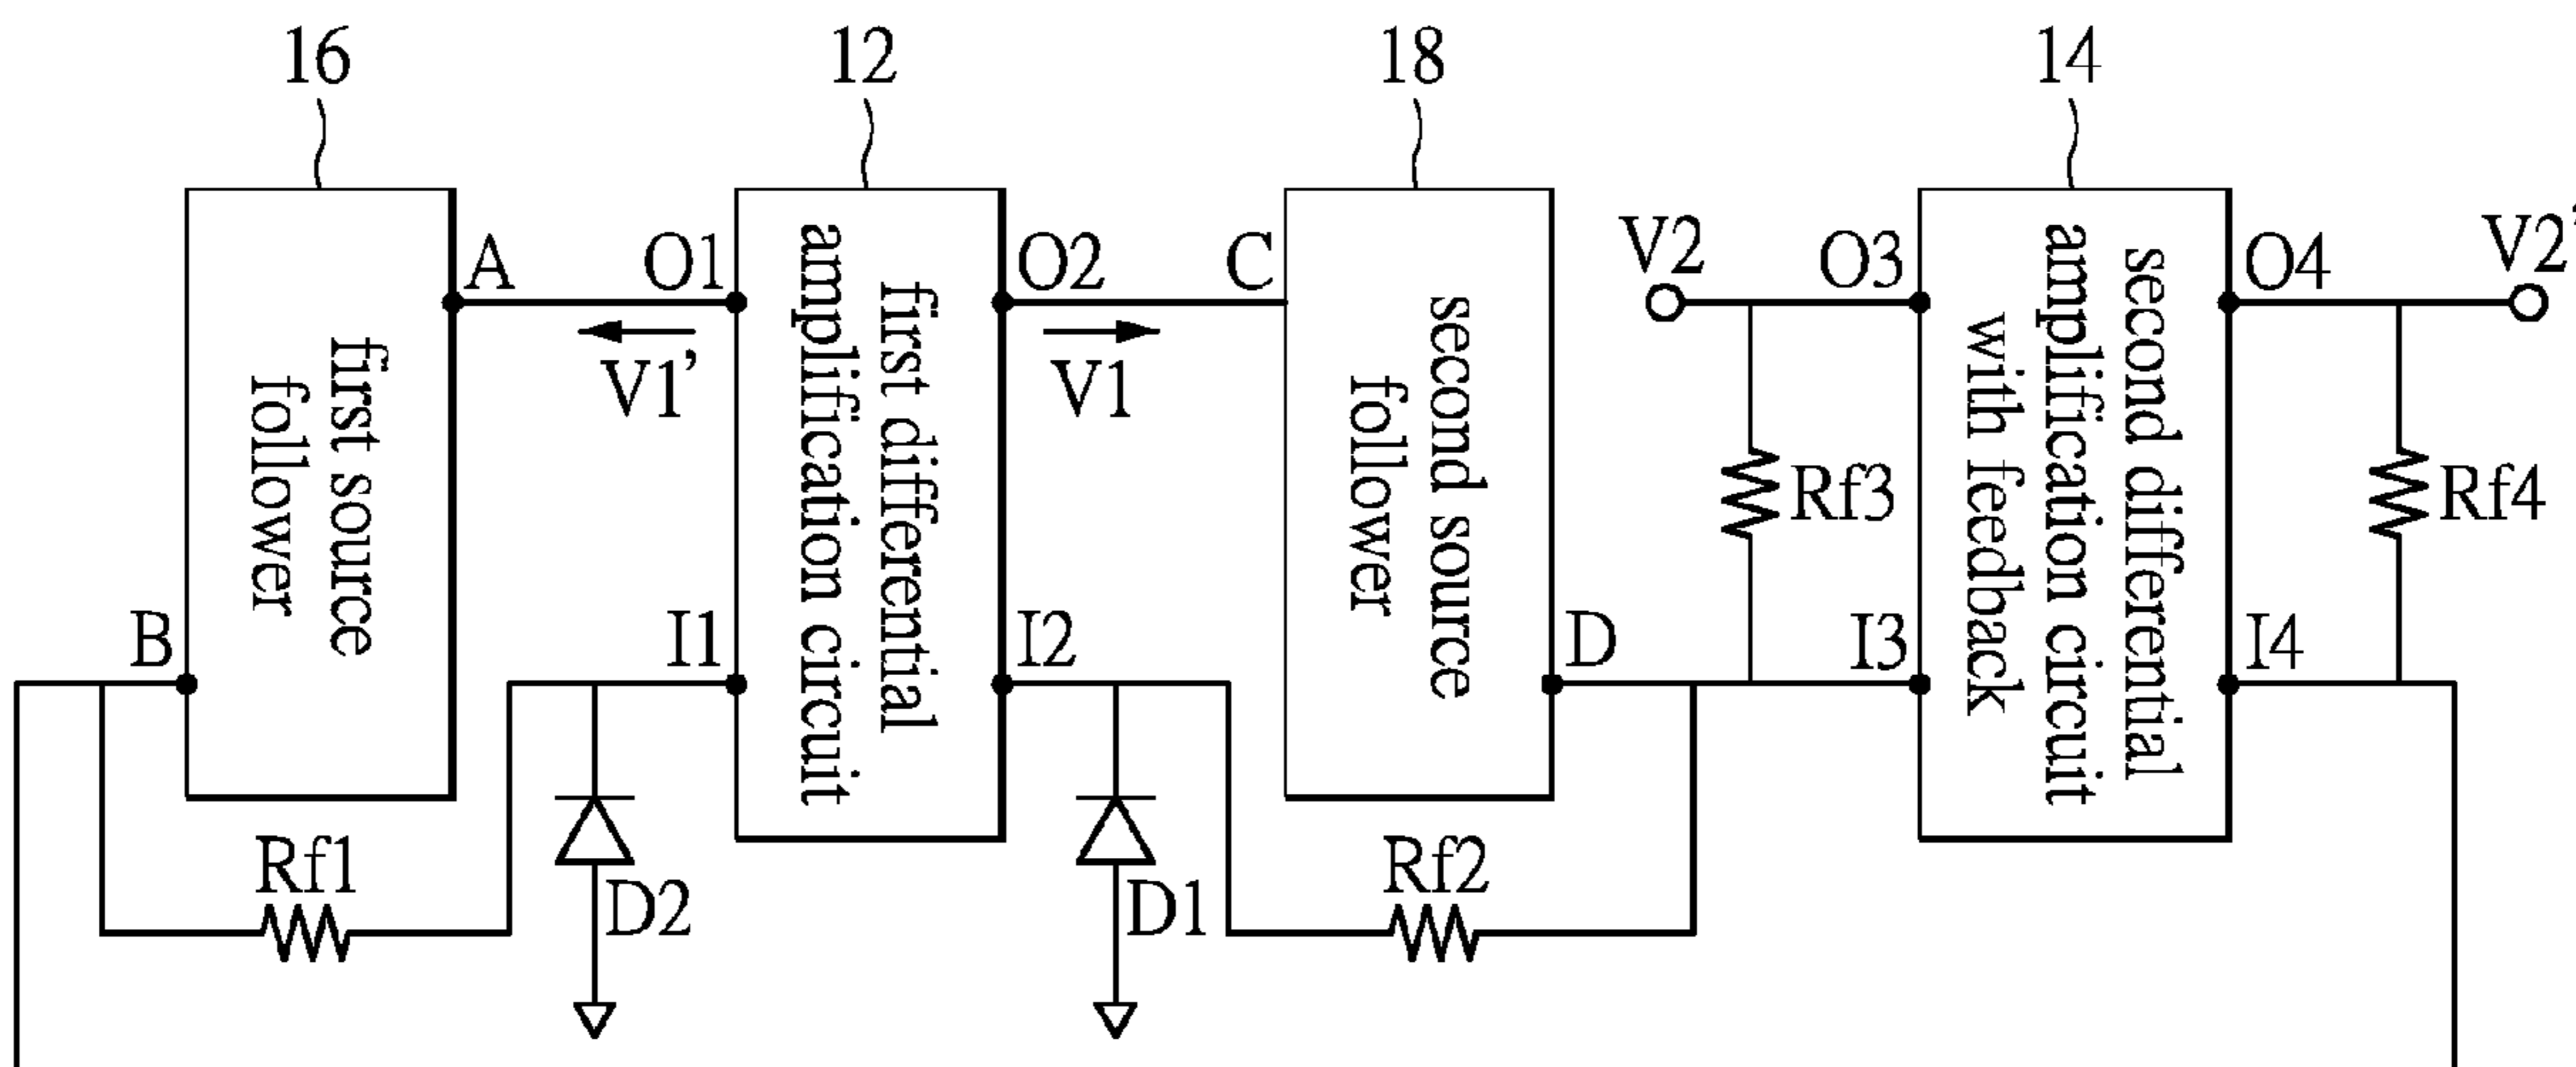 16
12
18
14
A
O1
O2
C
V2
O3
O4
V2'
V1’
V1
first source
follower
first differential
amplification circuit
second source
follower
second differential
amplification circuit
with feedback
Rf3
Rf4
B
I1
I2
D
I3
I4
Rf1
D2
D1
Rf2